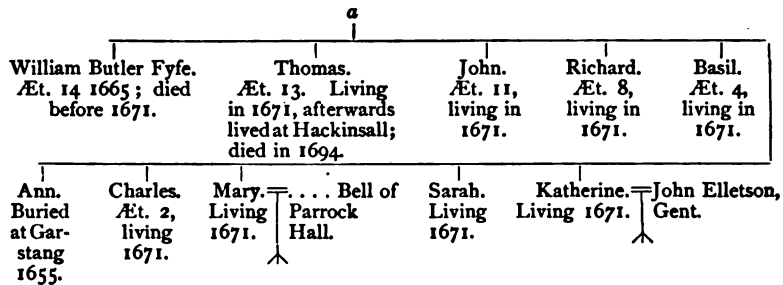 a
William Butler Fyfe.
Æt. 14 1665 ; died
before 1671.
Thomas.
Æt. 13. Living
in 1671, afterwards
lived at Hackinsall;
died in 1694.
John.
Æt. 11,
living in
1671.
Richard.
Æt. 8,
living in
1671.
Basil.
Æt. 4,
living in
1671.
Ann.
Buried
at Gar-
stang
1655.
Charles.
Æt. 2,
living
1671.
Mary.
Living
1671.
.... Bell of
Parrock
Hall.
Sarah.
Living
1671.
Katherine.
Living 1671.
John Elletson,
Gent.